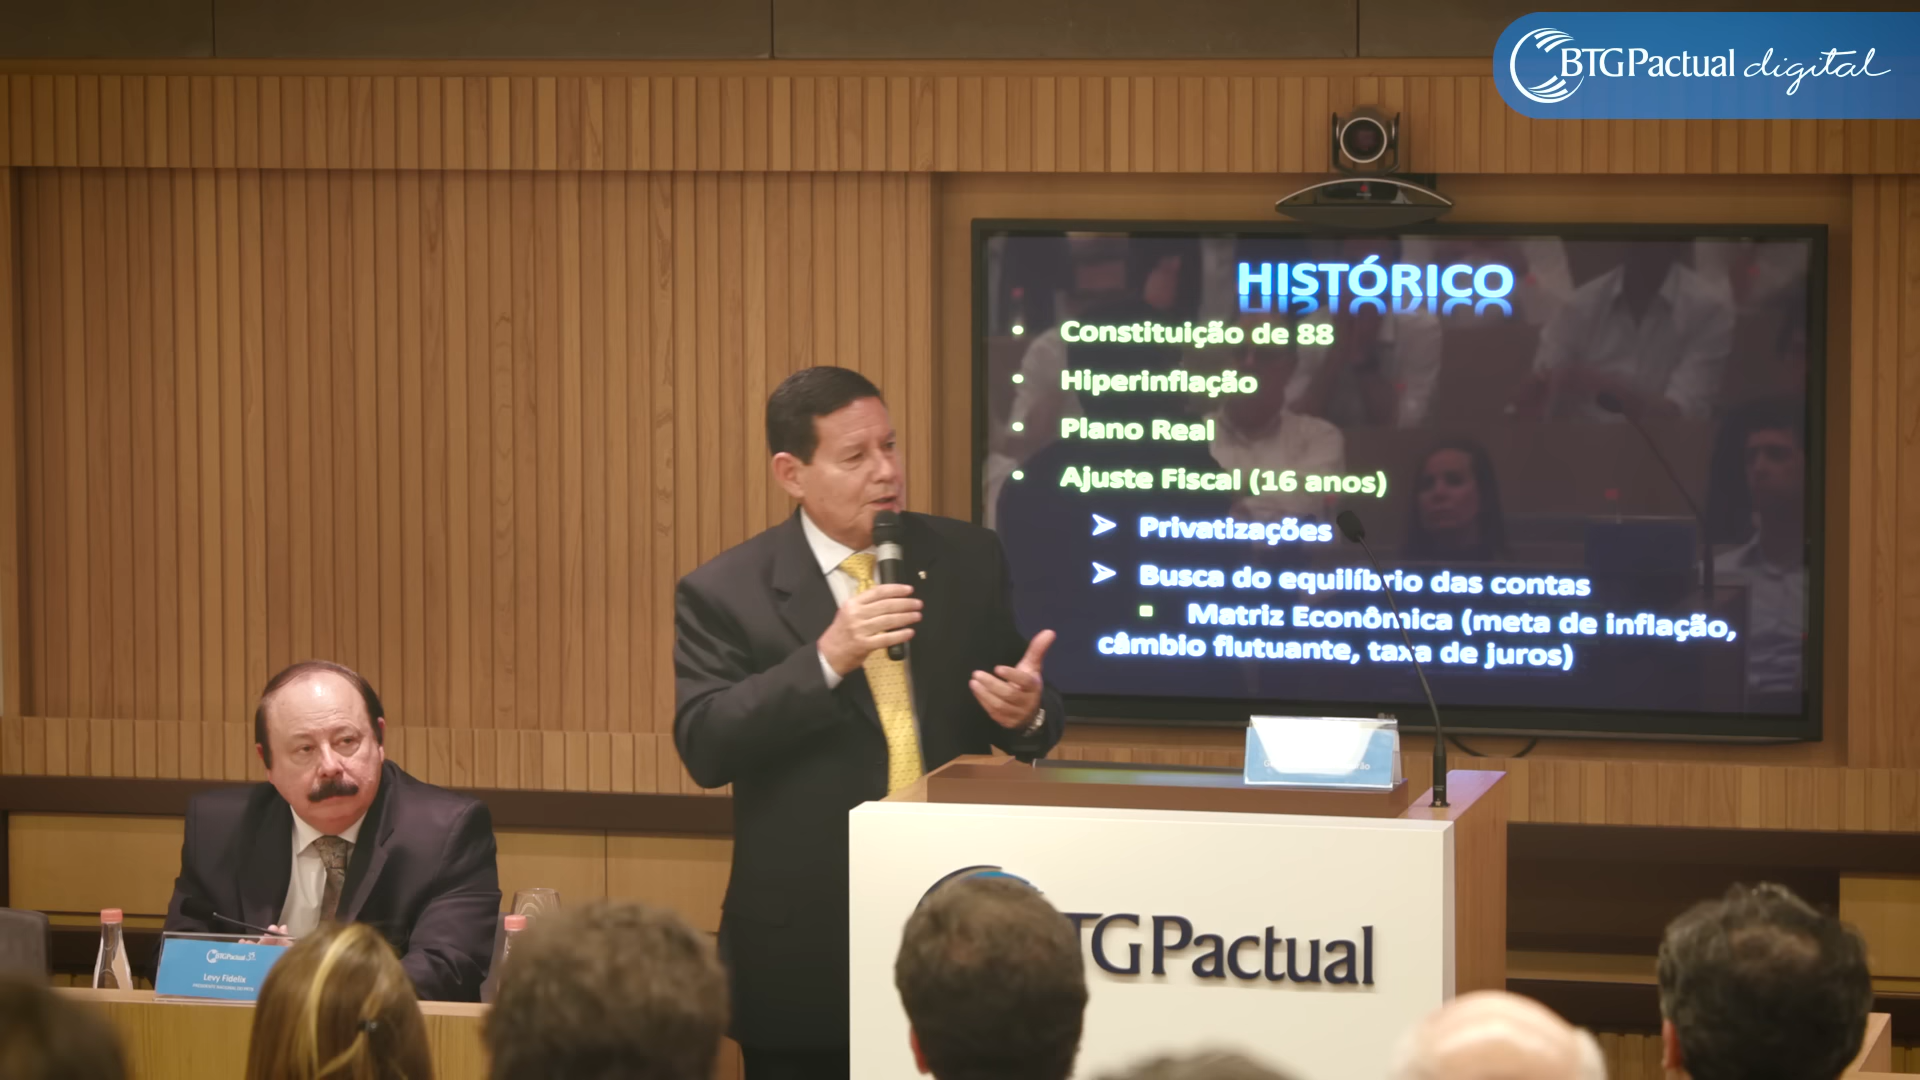 BTGPactual digital
HISTÓRICO
• Constituição de 88
• Hiperinflação
• Plano Real
• Ajuste Fiscal (16 anos)
➢ Privatizações
➢ Busca do equilíbrio das contas
▪ Matriz Econômica (meta de inflação,
câmbio flutuante, taxa de juros)
TGPactual
BTGPactual
Levy Fidelix